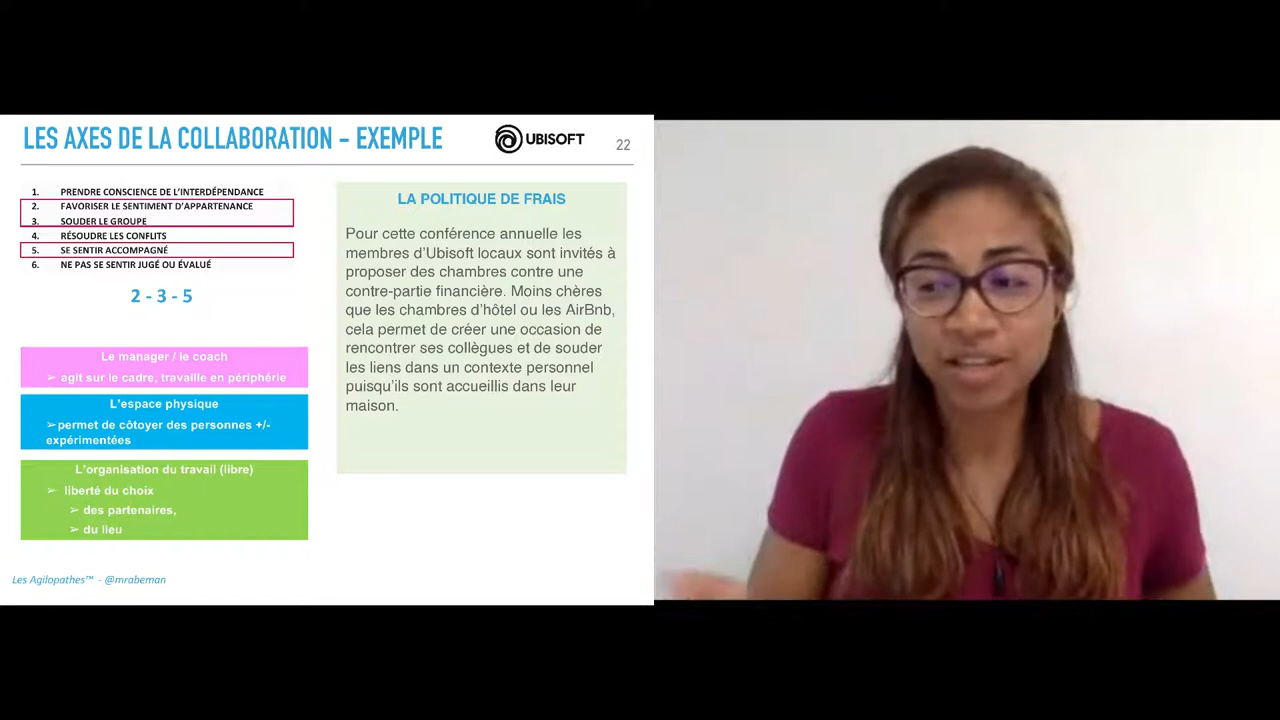 LES AXES DE LA COLLABORATION - EXEMPLE
UBISOFT
22
1. PRENDRE CONSCIENCE DE L'INTERDÉPENDANCE
2. FAVORISER LE SENTIMENT D'APPARTENANCE
3. SOUDER LE GROUPE
4. RÉSOUDRE LES CONFLITS
5. SE SENTIR ACCOMPAGNÉ
6. NE PAS SE SENTIR JUGÉ OU ÉVALUÉ
2 - 3 - 5
Le manager / le coach
➢ agit sur le cadre, travaille en périphérie
L'espace physique
➢permet de côtoyer des personnes +/-
expérimentées
L'organisation du travail (libre)
➢ liberté du choix
➢ des partenaires,
➢ du lieu
LA POLITIQUE DE FRAIS
Pour cette conférence annuelle les
membres d'Ubisoft locaux sont invités à
proposer des chambres contre une
contre-partie financière. Moins chères
que les chambres d'hôtel ou les AirBnb,
cela permet de créer une occasion de
rencontrer ses collègues et de souder
les liens dans un contexte personnel
puisqu'ils sont accueillis dans leur
maison.
Les Agilopathes™ - @mrabeman